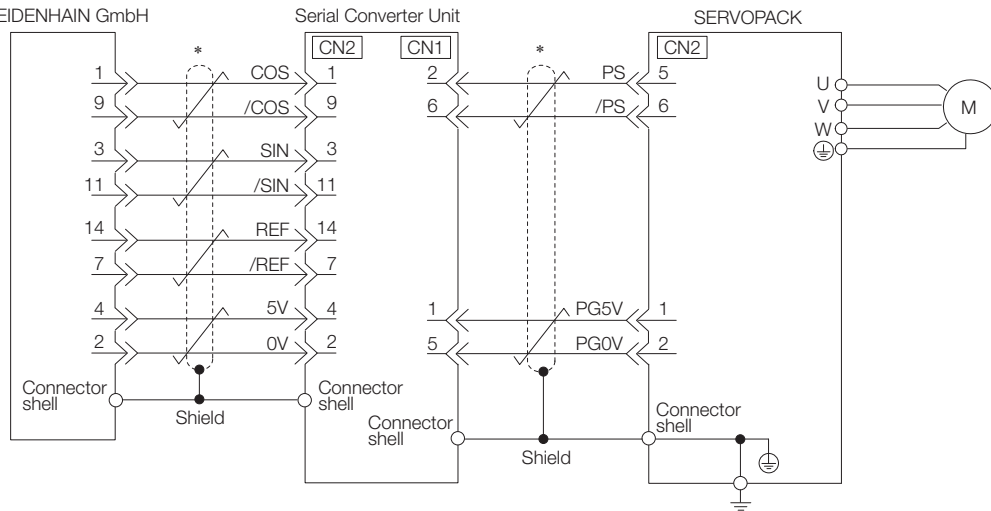 EIDENHAIN GmbH
Serial Converter Unit
SERVOPACK
* CN2 CN1 * CN2
1 COS 1 2 PS 5
9 /COS 9 6 /PS 6
3 SIN 3
11 /SIN 11
14 REF 14
7 /REF 7
4 5V 4 1 PG5V 1
2 0V 2 5 PG0V 2
U
V
W
M
Connector
shell
Shield
Connector
shell
Connector
shell
Shield
Connector
shell